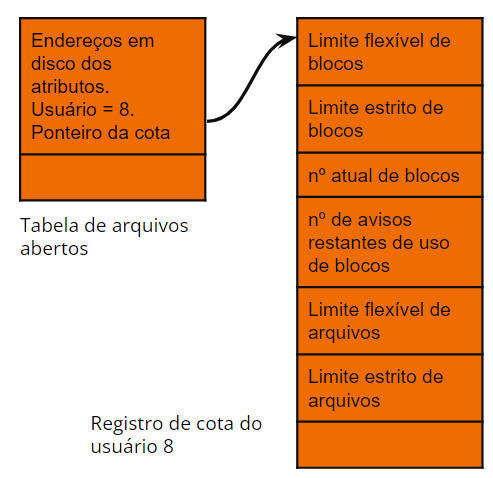 Endereços em
disco dos
atributos.
Usuário = 8.
Ponteiro da cota
Tabela de arquivos
abertos
Limite flexível de
blocos
Limite estrito de
blocos
nº atual de blocos
nº de avisos
restantes de uso
de blocos
Limite flexível de
arquivos
Limite estrito de
arquivos
Registro de cota do
usuário 8